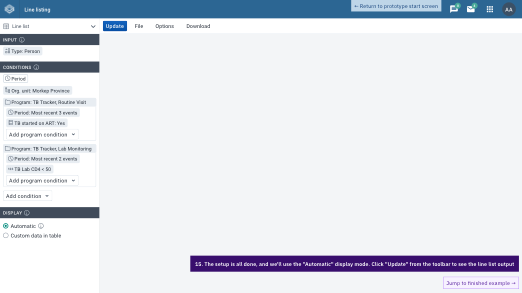 Line listing
← Return to prototype start screen
AA
Line list
Update
File
Options
Download
INPUT
Type: Person
CONDITIONS
Period
Org. unit: Morkep Province
Program: TB Tracker, Routine Visit
Period: Most recent 3 events
TB started on ART: Yes
Add program condition
Program: TB Tracker, Lab Monitoring
Period: Most recent 2 events
TB Lab CD4 < 50
Add program condition
Add condition
DISPLAY
Automatic
Custom data in table
15. The setup is all done, and we'll use the "Automatic" display mode. Click "Update" from the toolbar to see the line list output
Jump to finished example →